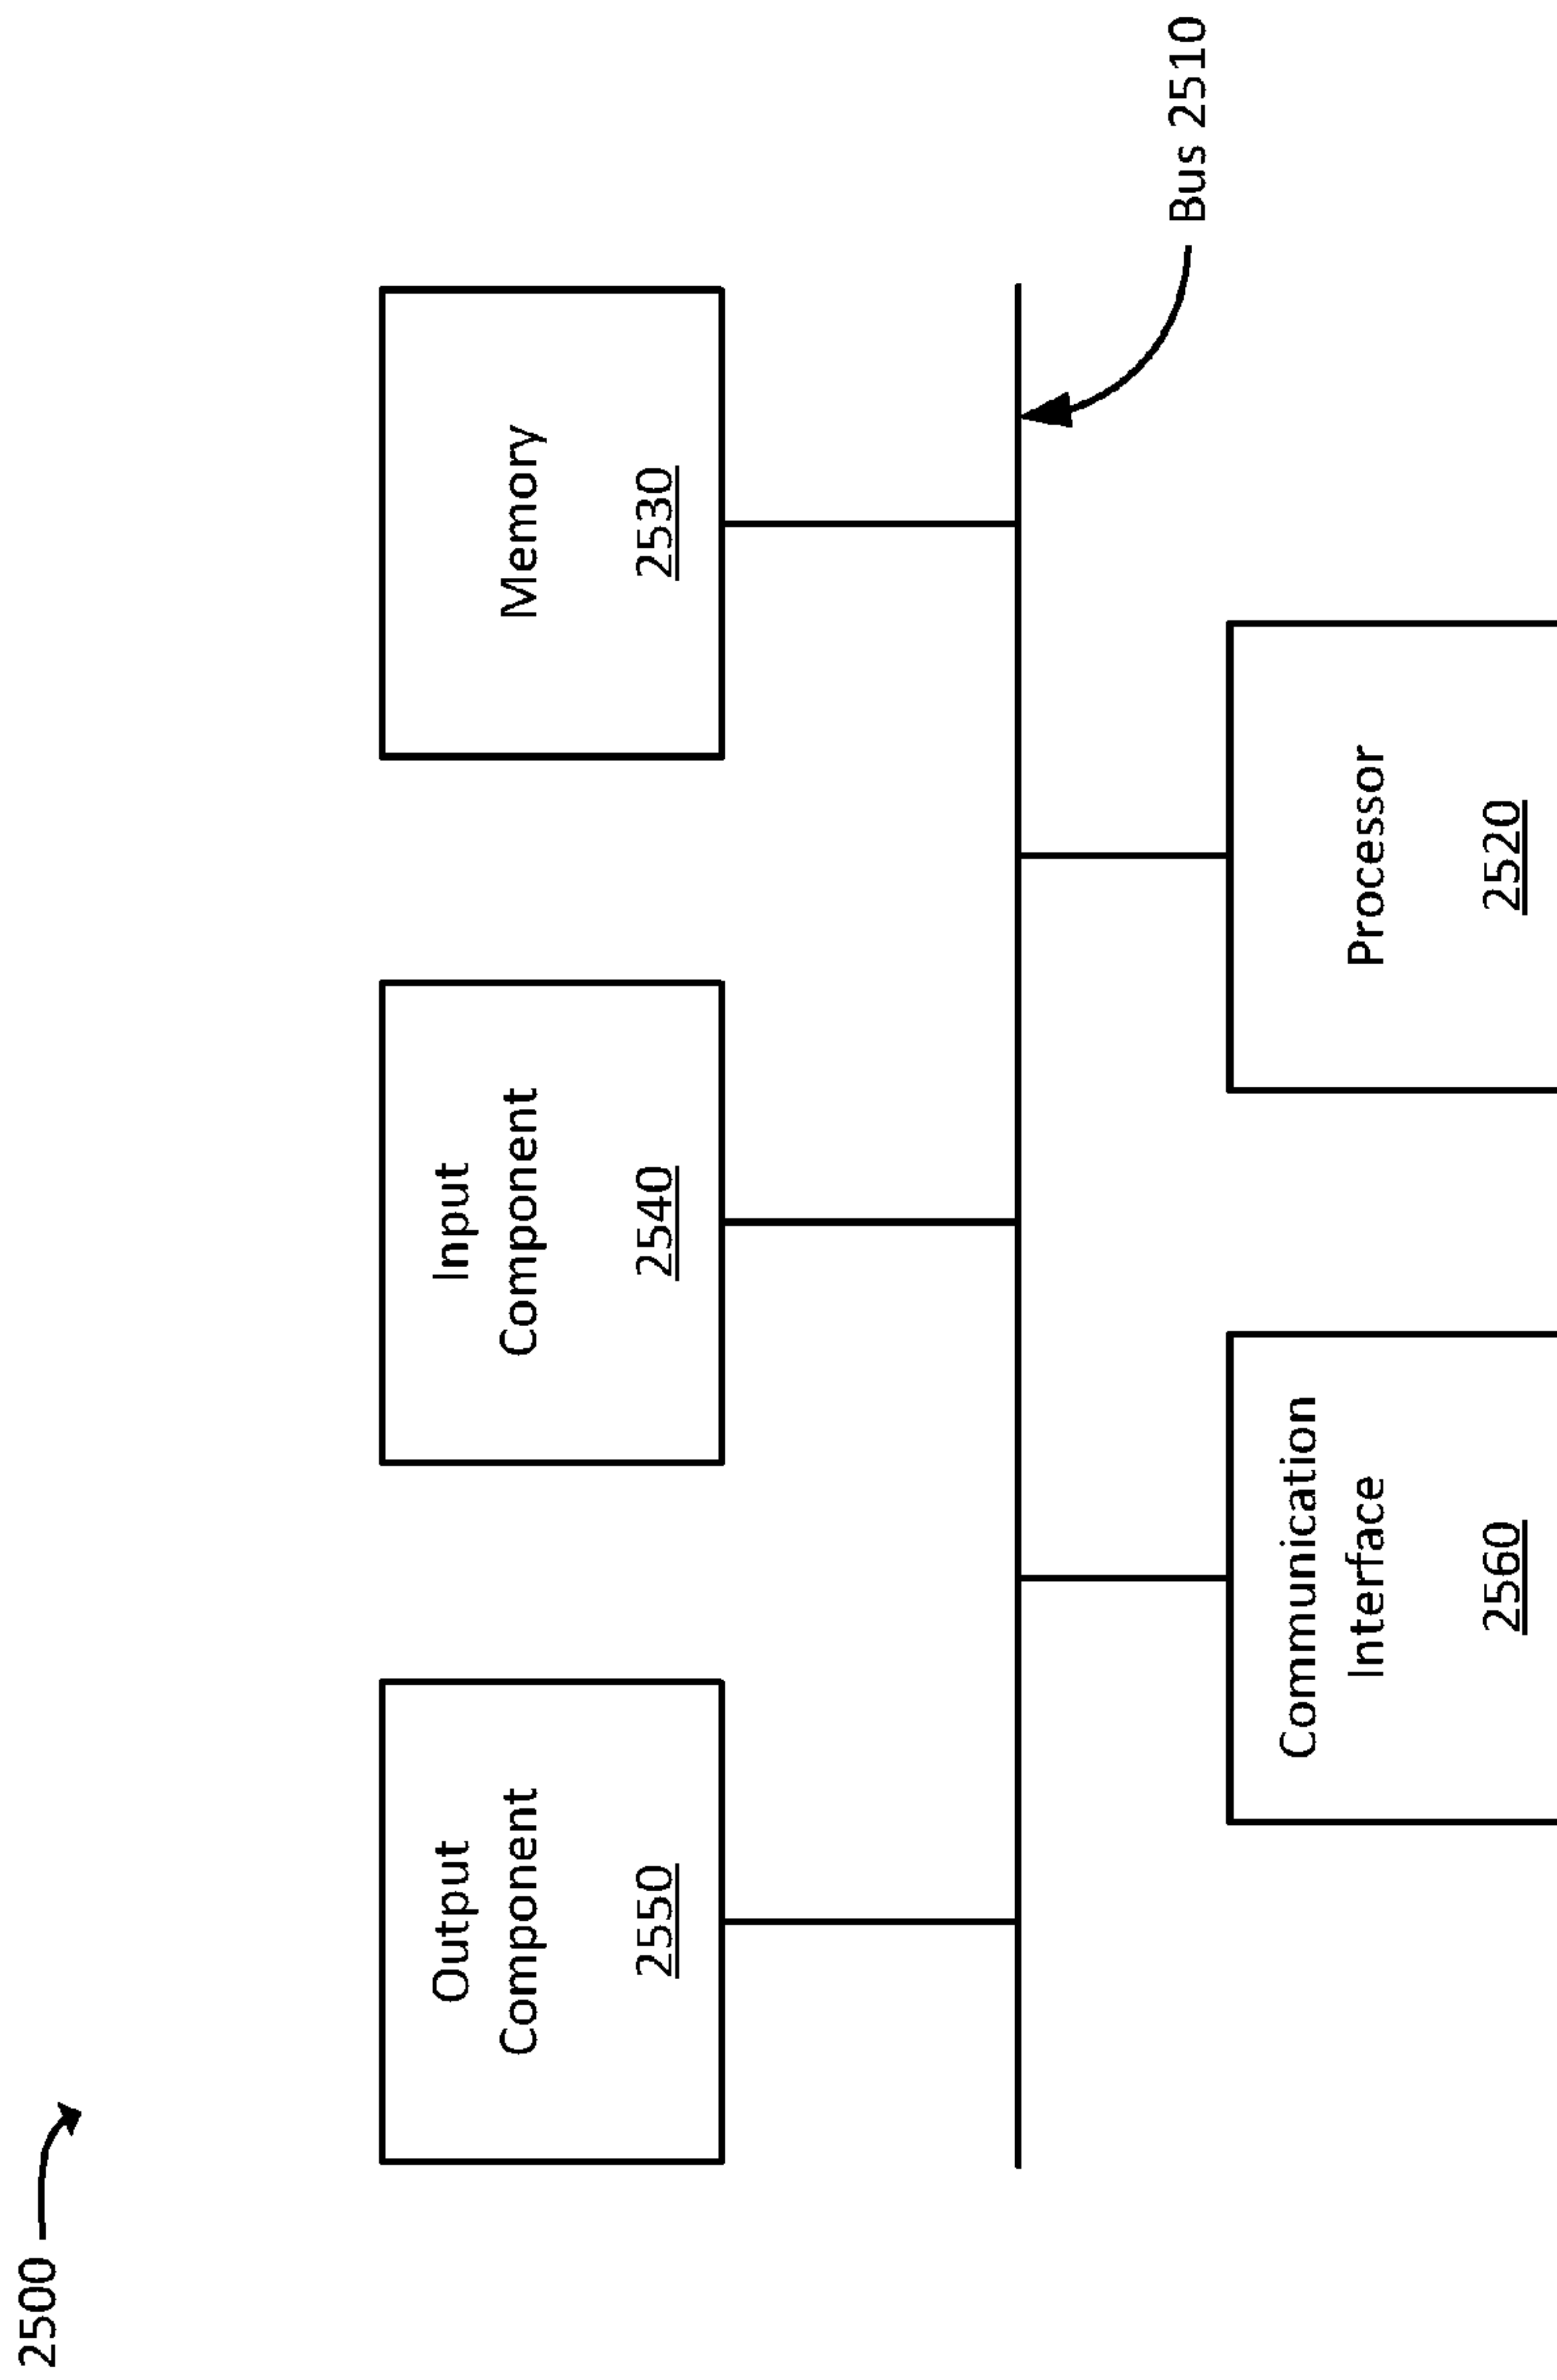 2500
Output
Component
2550
Input
Component
2540
Memory
2530
Bus 2510
Communication
Interface
2560
Processor
2520